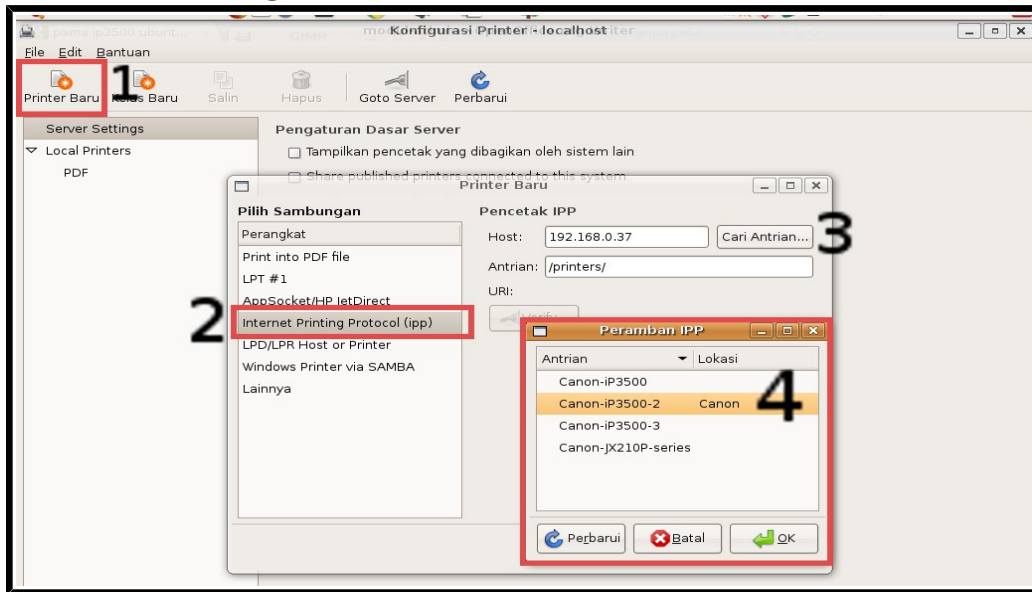 Konfigurasi Printer - localhost
File Edit Bantuan
1
Printer Baru Kelas Baru Salin Hapus Goto Server Perbarui
Server Settings
Local Printers
PDF
Pengaturan Dasar Server
Tampilkan pencetak yang dibagikan oleh sistem lain
Share published printers connected to this system
Printer Baru
Pilih Sambungan
Perangkat
Print into PDF file
LPT #1
AppSocket/HP JetDirect
2
Internet Printing Protocol (ipp)
LPD/LPR Host or Printer
Windows Printer via SAMBA
Lainnya
Pencetak IPP
Host: 192.168.0.37 Cari Antrian...
3
Antrian: /printers/
URI:
Verify
Peramban IPP
Antrian Lokasi
Canon-iP3500
Canon-iP3500-2 Canon
4
Canon-iP3500-3
Canon-JX210P-series
Perbarui Batal OK